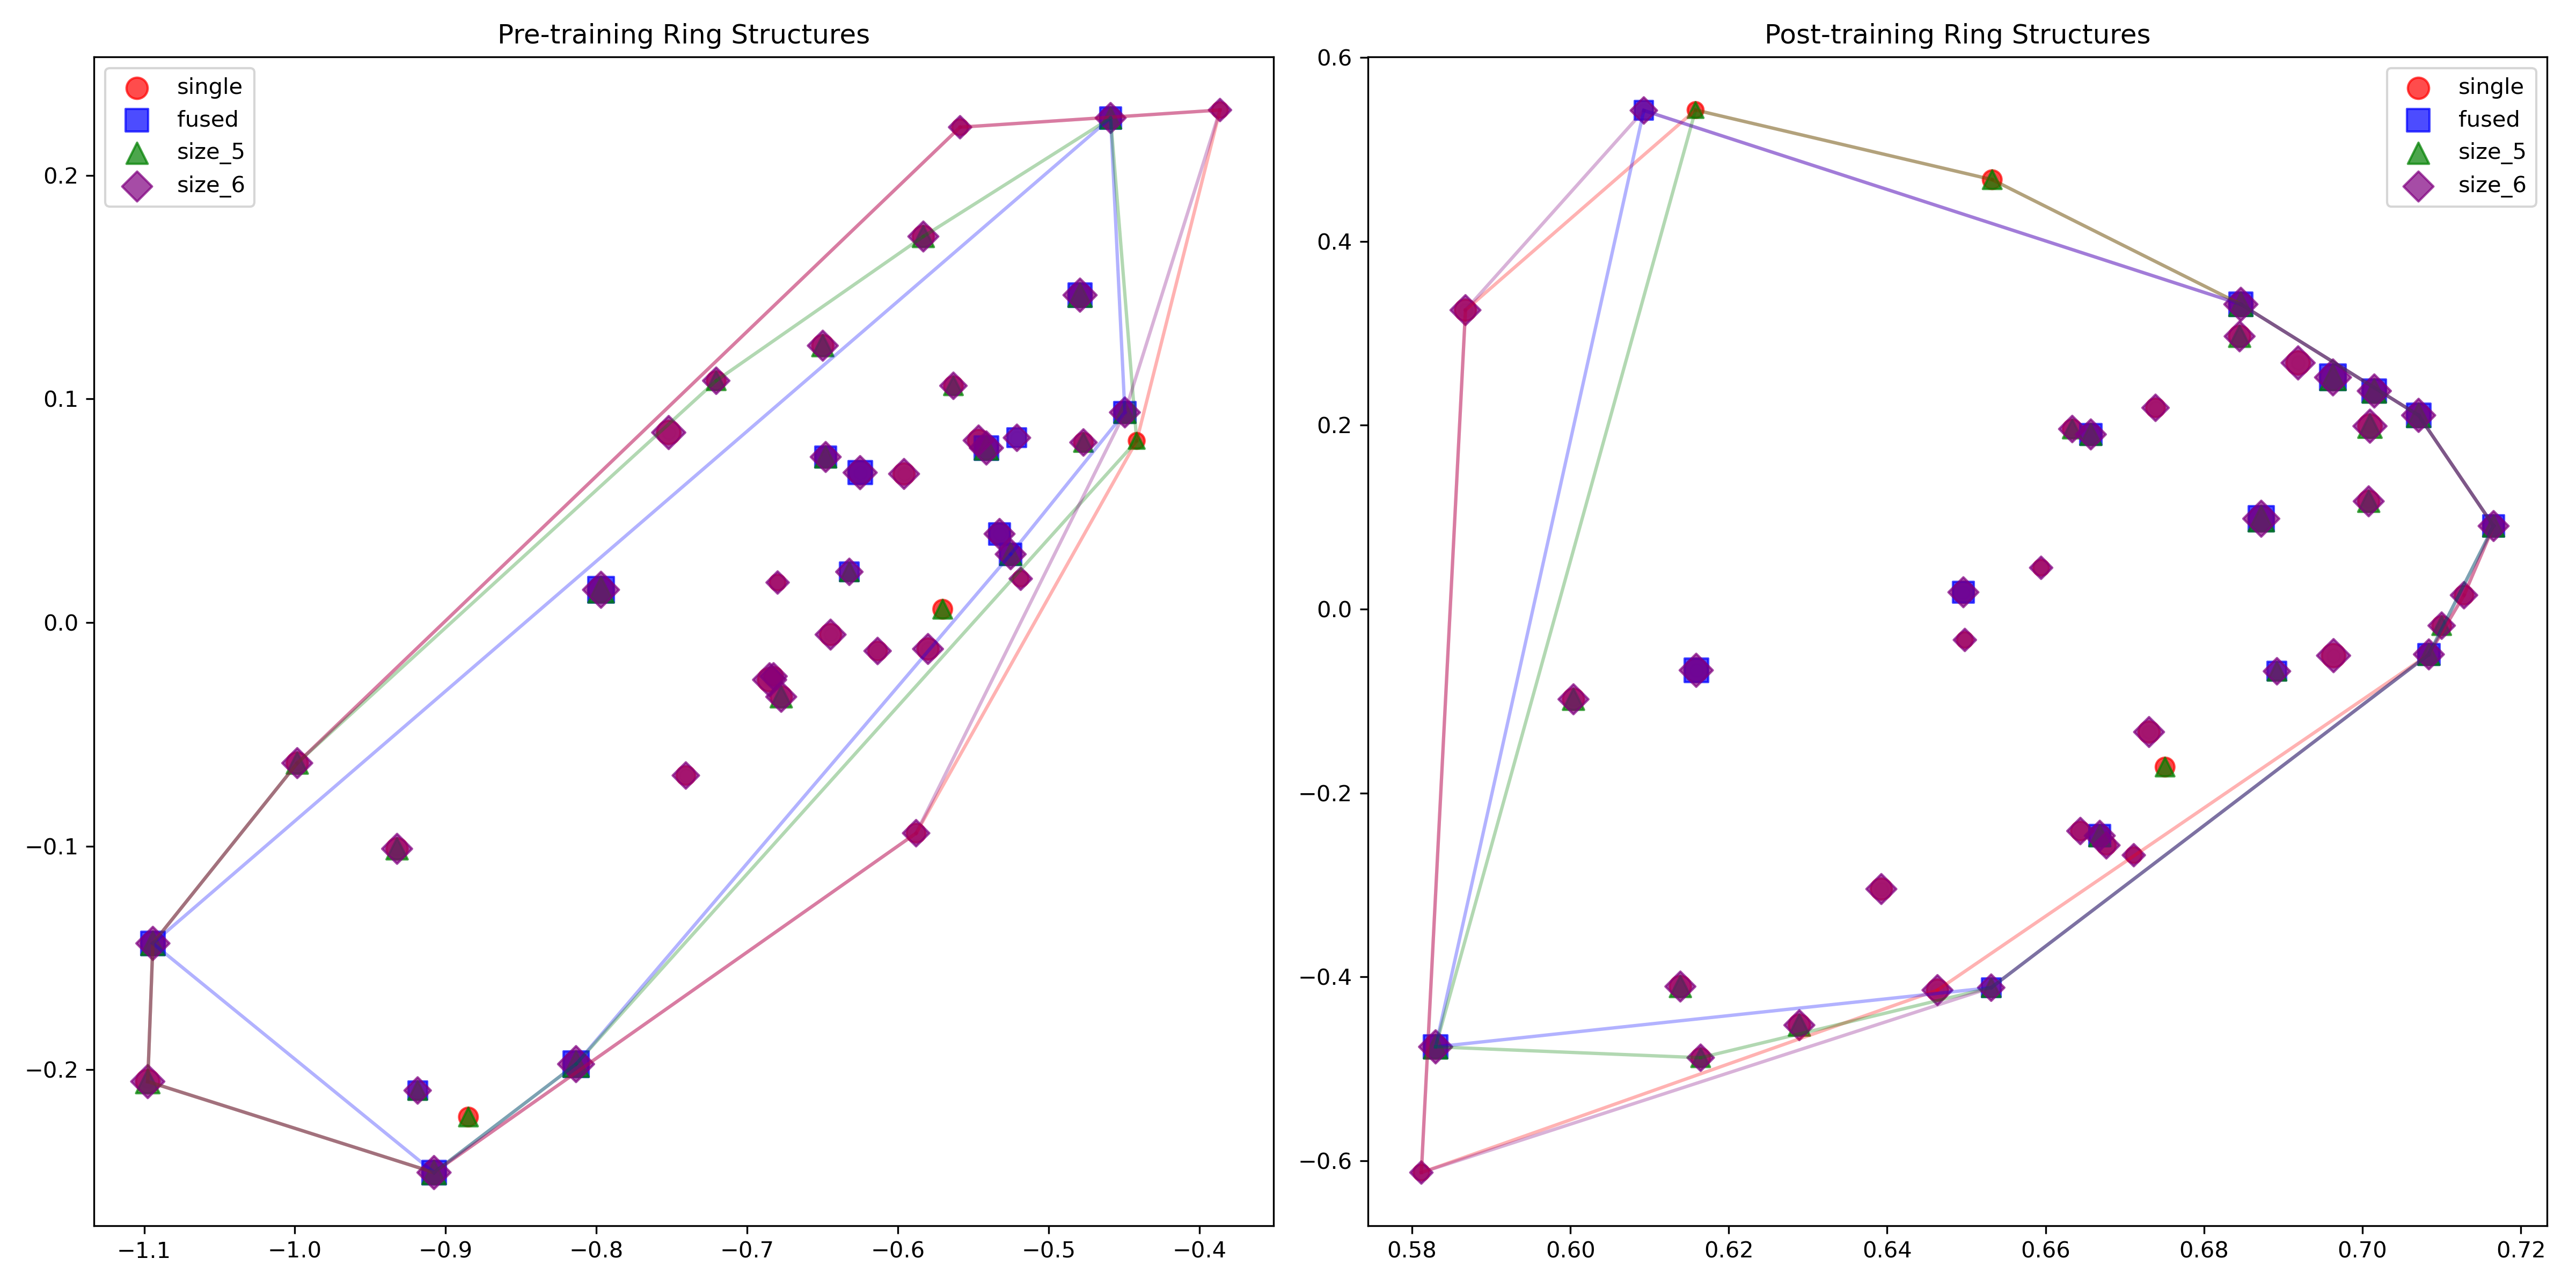 Pre-training Ring Structures
single
fused
size_5
size_6
0.2
0.1
0.0
−0.1
−0.2
−1.1 −1.0 −0.9 −0.8 −0.7 −0.6 −0.5 −0.4
Post-training Ring Structures
single
fused
size_5
size_6
0.6
0.4
0.2
0.0
−0.2
−0.4
−0.6
0.58 0.60 0.62 0.64 0.66 0.68 0.70 0.72